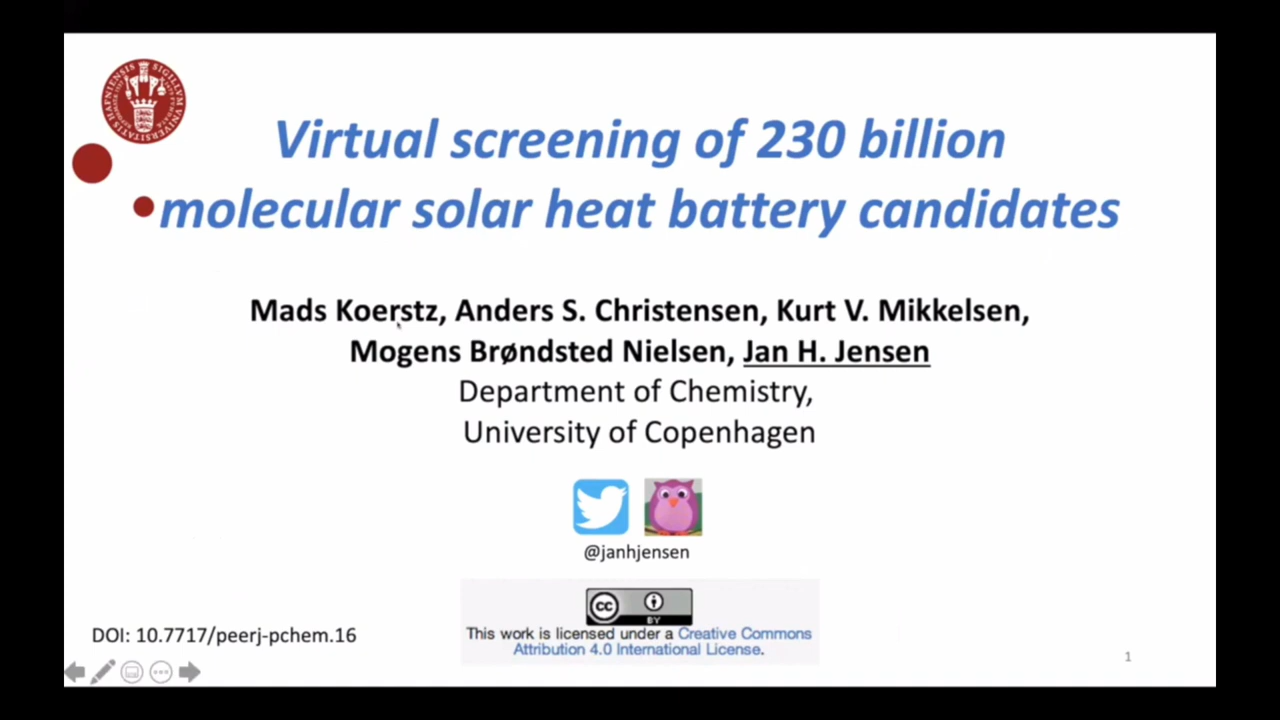 Virtual screening of 230 billion
molecular solar heat battery candidates
Mads Koerstz, Anders S. Christensen, Kurt V. Mikkelsen,
Mogens Brøndsted Nielsen, Jan H. Jensen
Department of Chemistry,
University of Copenhagen
@janhjensen
cc
BY
This work is licensed under a Creative Commons
Attribution 4.0 International License.
DOI: 10.7717/peerj-pchem.16
1